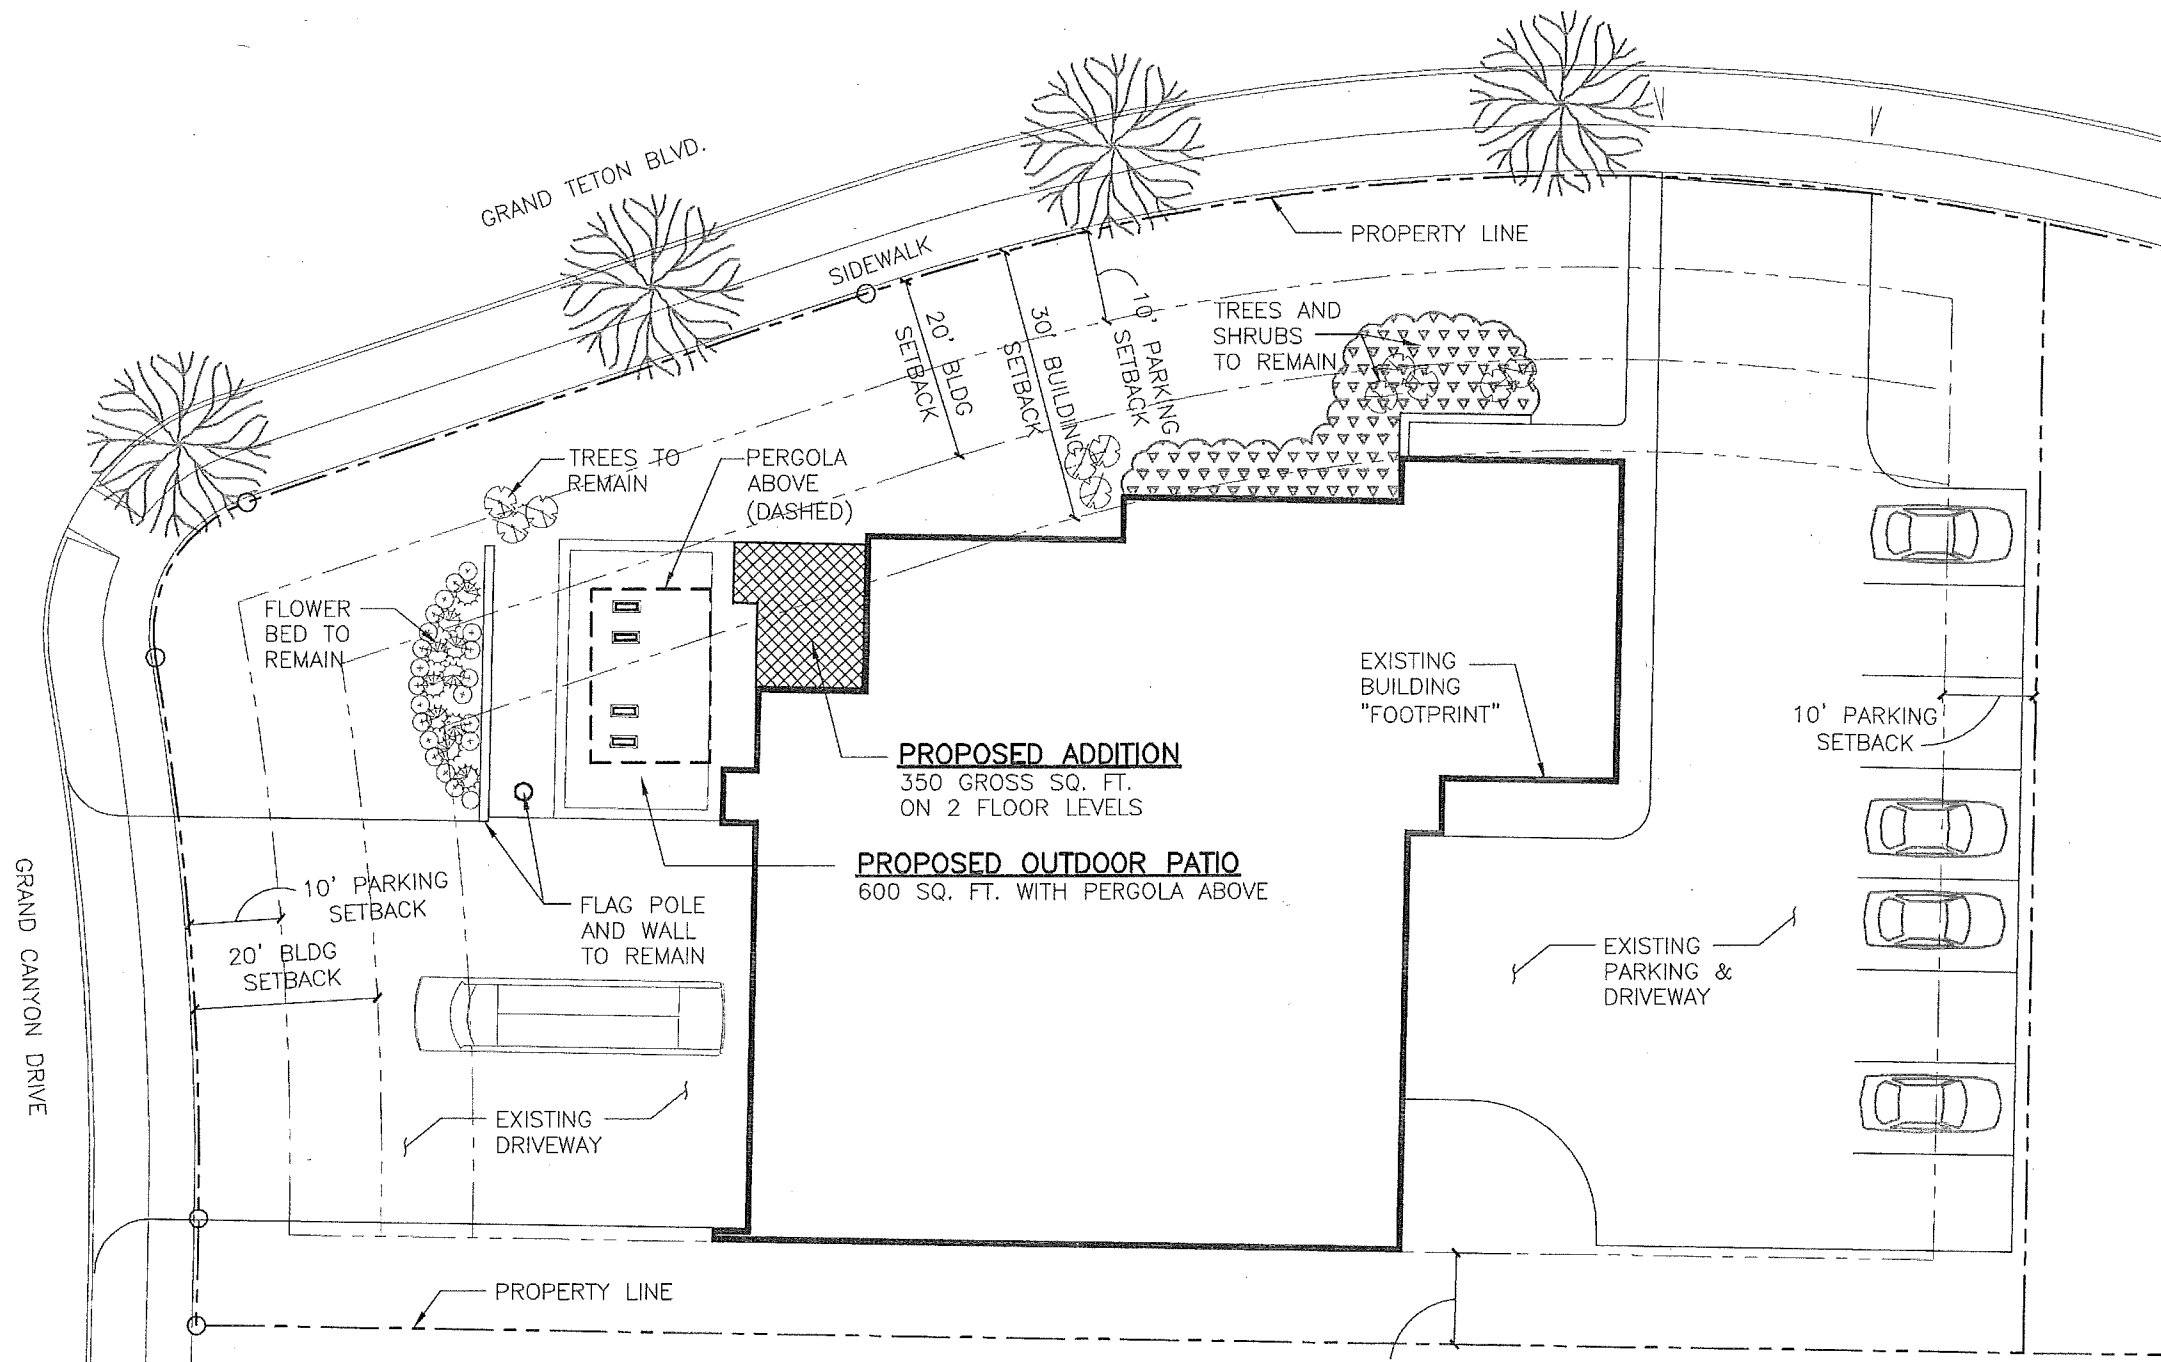 GRAND TETON BLVD.
SIDEWALK
PROPERTY LINE
20' BLDG
SETBACK
30' BUILDING
SETBACK
10' PARKING
SETBACK
TREES AND
SHRUBS
TO REMAIN
TREES TO
REMAIN
PERGOLA
ABOVE
(DASHED)
FLOWER
BED TO
REMAIN
EXISTING
BUILDING
"FOOTPRINT"
10' PARKING
SETBACK
PROPOSED ADDITION
350 GROSS SQ. FT.
ON 2 FLOOR LEVELS
PROPOSED OUTDOOR PATIO
600 SQ. FT. WITH PERGOLA ABOVE
GRAND CANYON DRIVE
10' PARKING
SETBACK
20' BLDG
SETBACK
FLAG POLE
AND WALL
TO REMAIN
EXISTING
PARKING &
DRIVEWAY
EXISTING
DRIVEWAY
PROPERTY LINE